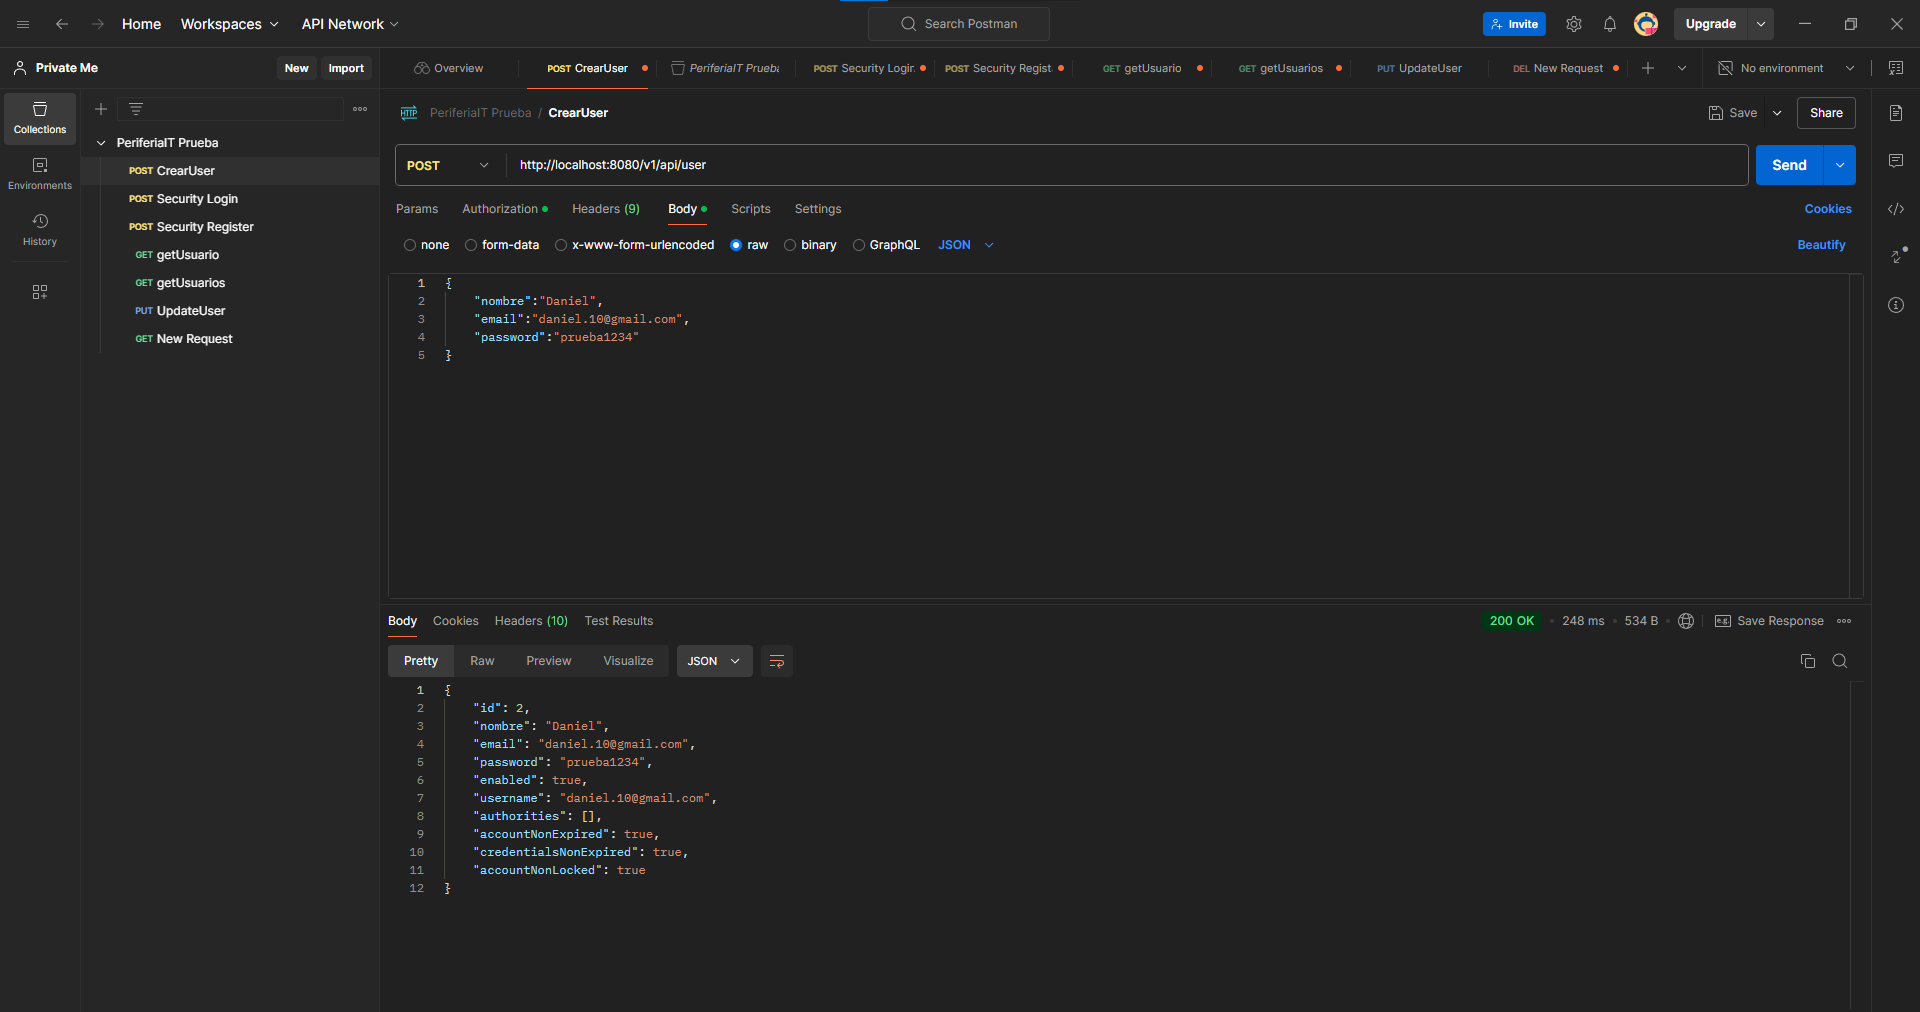 Home Workspaces API Network Search Postman Invite Upgrade
Private Me New Import Overview POST CrearUser PeriferiaIT Prueba POST Security Login POST Security Regist GET getUsuario GET getUsuarios PUT UpdateUser DEL New Request No environment
HTTP PeriferiaIT Prueba / CrearUser Save Share
Collections
Environments
History
PeriferiaIT Prueba
POST CrearUser
POST Security Login
POST Security Register
GET getUsuario
GET getUsuarios
PUT UpdateUser
GET New Request
POST http://localhost:8080/v1/api/user Send
Params Authorization Headers (9) Body Scripts Settings Cookies
none form-data x-www-form-urlencoded raw binary GraphQL JSON Beautify
1 {
2 "nombre":"Daniel",
3 "email":"daniel.10@gmail.com",
4 "password":"prueba1234"
5 }
Body Cookies Headers (10) Test Results 200 OK 248 ms 534 B e.g. Save Response
Pretty Raw Preview Visualize JSON
1 {
2 "id": 2,
3 "nombre": "Daniel",
4 "email": "daniel.10@gmail.com",
5 "password": "prueba1234",
6 "enabled": true,
7 "username": "daniel.10@gmail.com",
8 "authorities": [],
9 "accountNonExpired": true,
10 "credentialsNonExpired": true,
11 "accountNonLocked": true
12 }